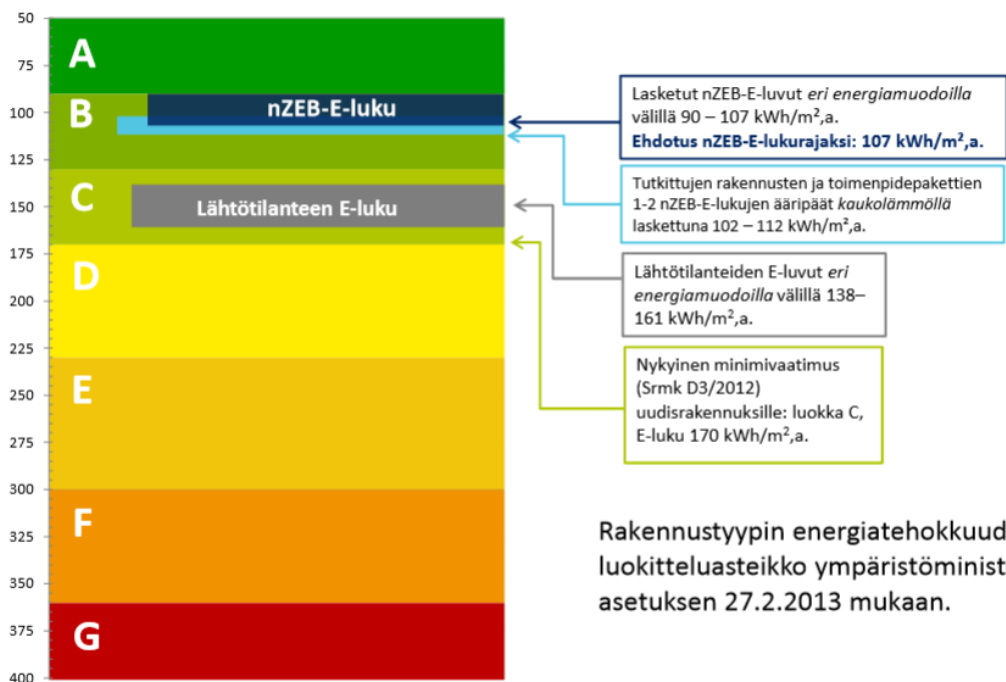 50
75
100
125
150
175
200
225
250
275
300
325
350
375
400
A
B
C
D
E
F
G
nZEB-E-luku
Lähtötilanteen E-luku
Lasketut nZEB-E-luvut eri energiamuodoilla
välillä 90 – 107 kWh/m²,a.
Ehdotus nZEB-E-lukurajaksi: 107 kWh/m²,a.
Tutkittujen rakennusten ja toimenpidepakettien
1-2 nZEB-E-lukujen ääripäät kaukolämmöllä
laskettuna 102 – 112 kWh/m²,a.
Lähtötilanteiden E-luvut eri
energiamuodoilla välillä 138–
161 kWh/m²,a.
Nykyinen minimivaatimus
(Srmk D3/2012)
uudisrakennuksille: luokka C,
E-luku 170 kWh/m²,a.
Rakennustyypin energiatehokkuud
luokitteluasteikko ympäristöminist
asetuksen 27.2.2013 mukaan.